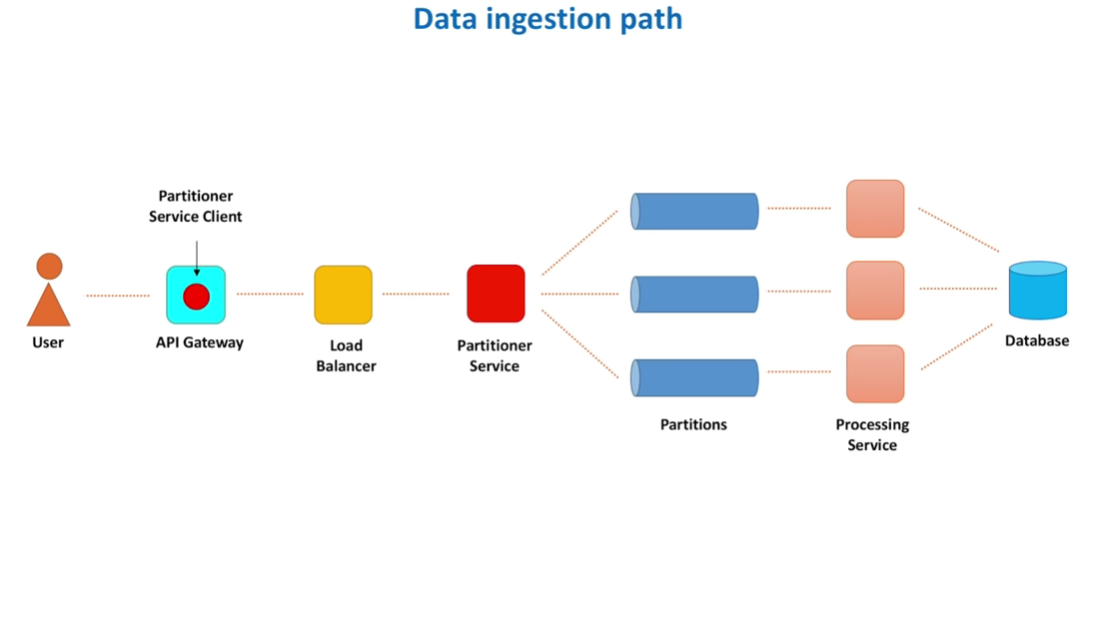 Data ingestion path
Partitioner
Service Client
User
API Gateway
Load
Balancer
Partitioner
Service
Partitions
Processing
Service
Database